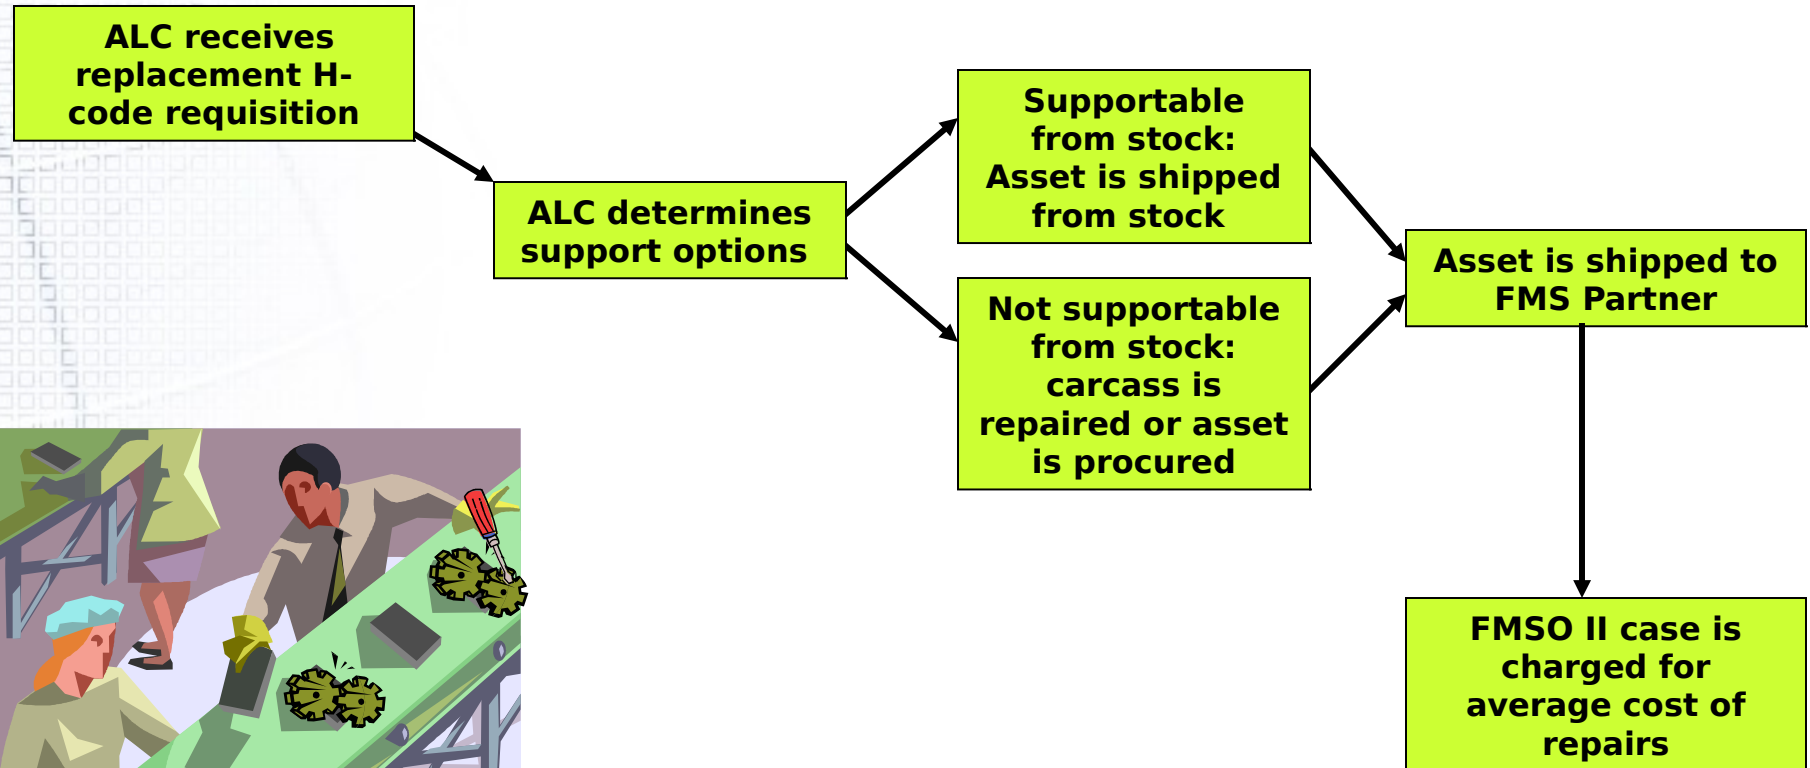 ALC receives
replacement H-
code requisition
ALC determines
support options
Supportable
from stock:
Asset is shipped
from stock
Not supportable
from stock:
carcass is
repaired or asset
is procured
Asset is shipped to
FMS Partner
FMSO II case is
charged for
average cost of
repairs